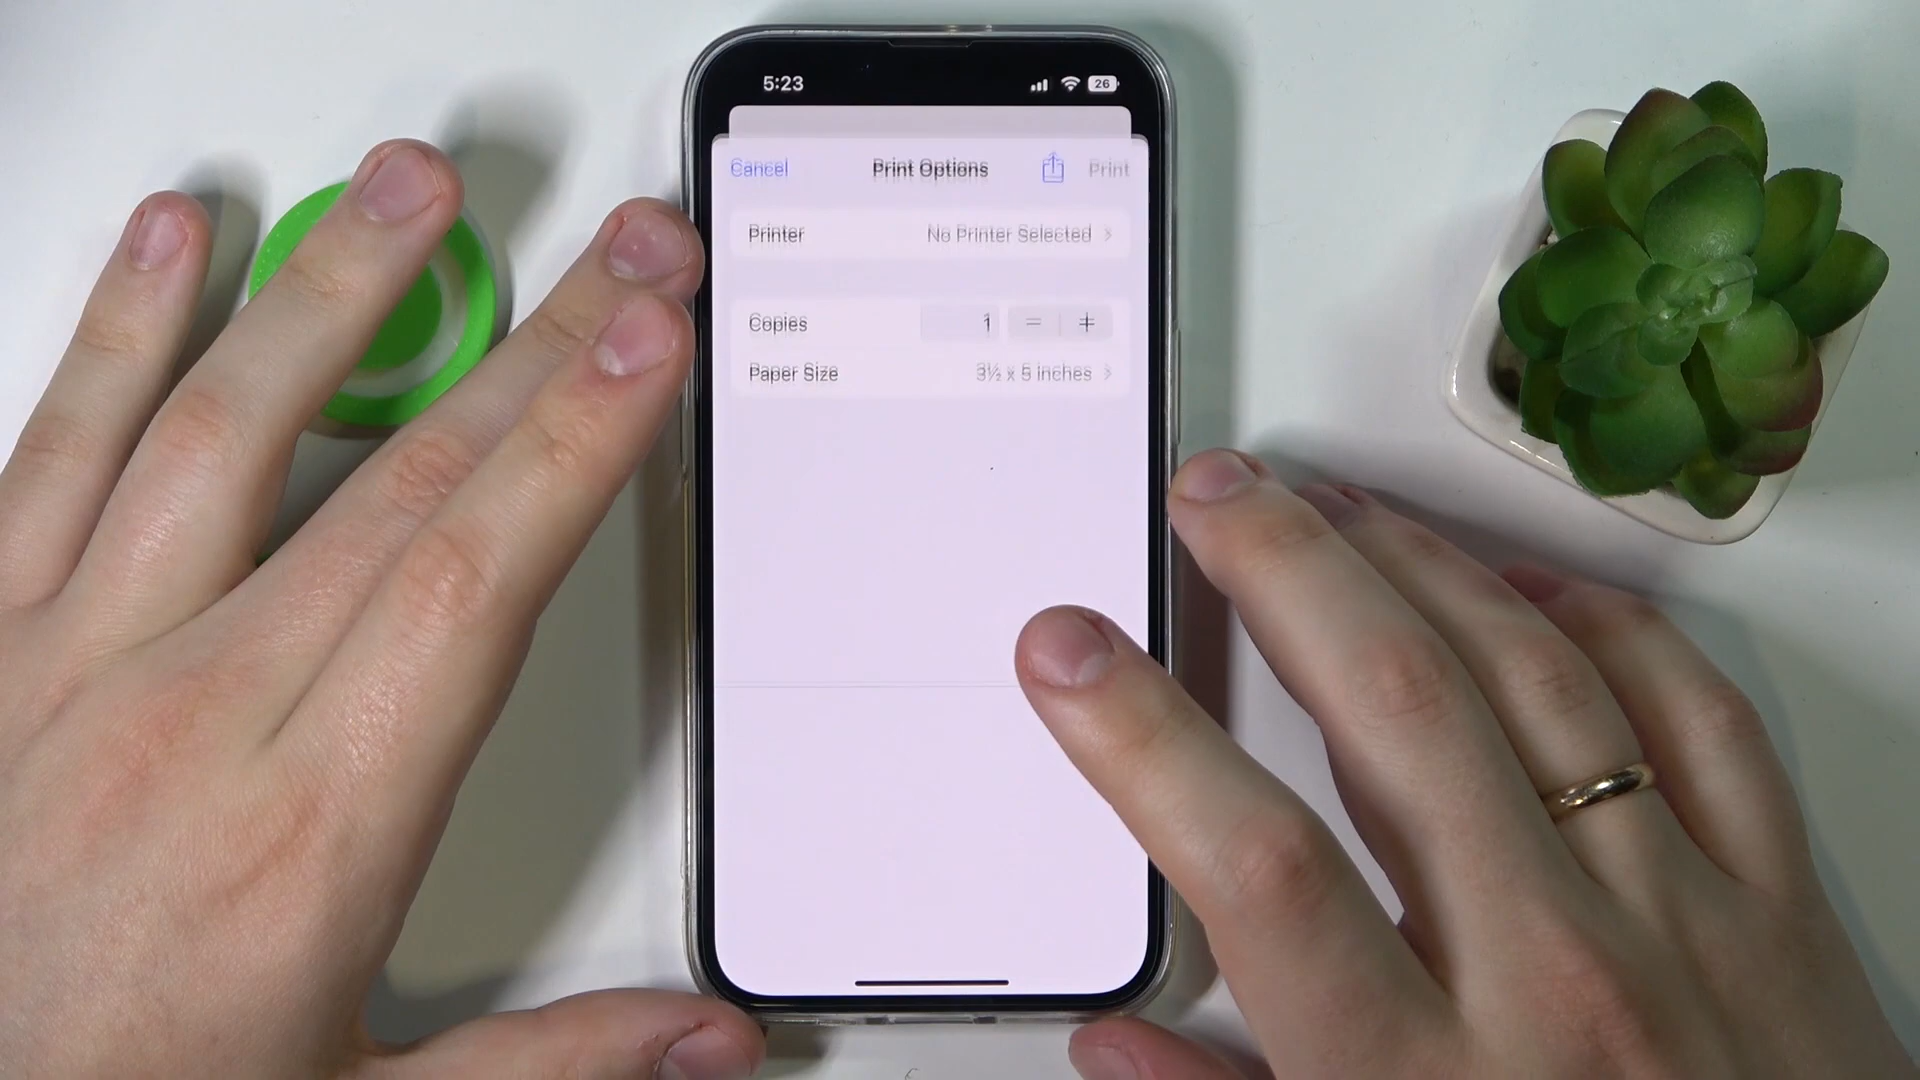 5:23 26
Cancel Print Options Print
Printer No Printer Selected
Copies 1 +
Paper Size 3½ x 5 inches